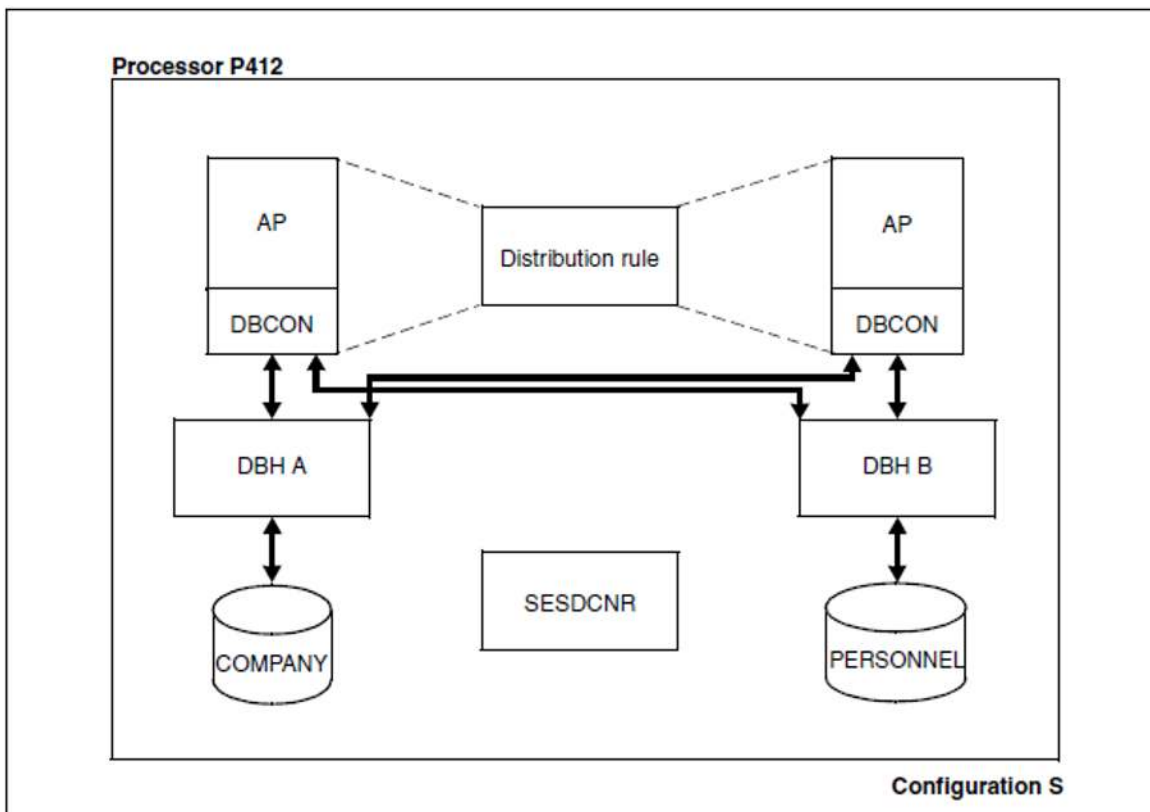 Processor P412
AP
Distribution rule
AP
DBCON
DBCON
DBH A
DBH B
SESDCNR
COMPANY
PERSONNEL
Configuration S